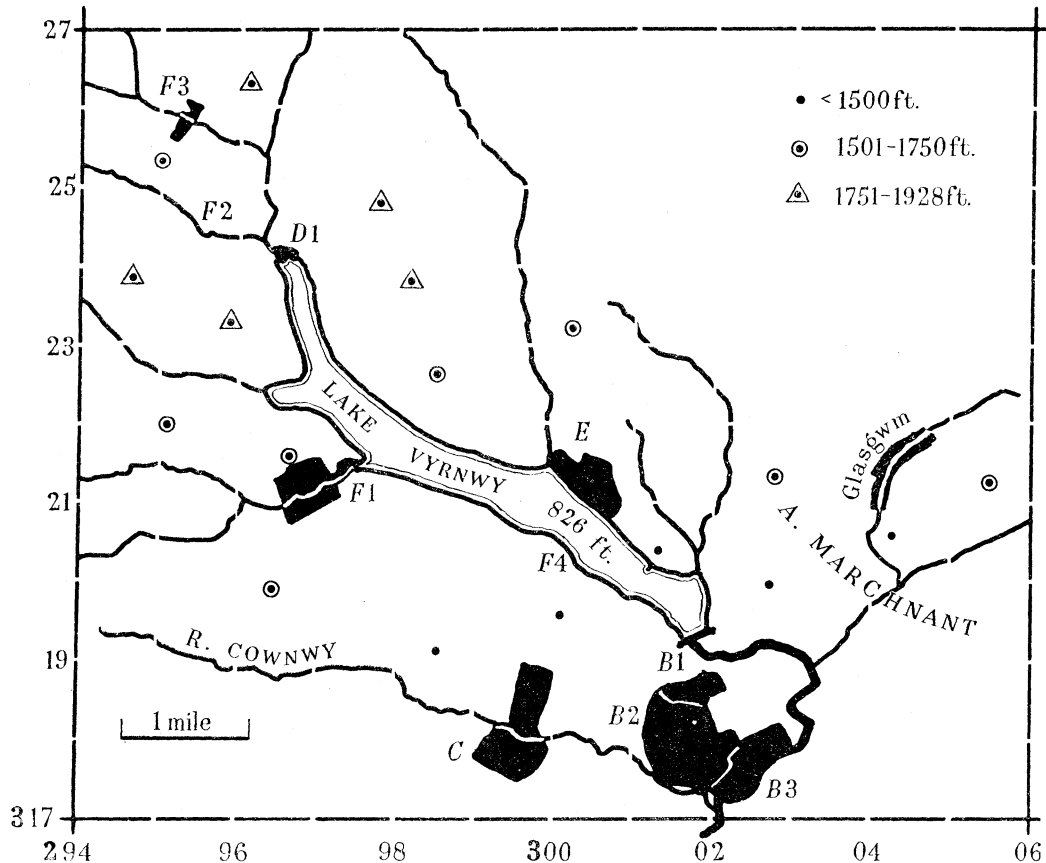 27
F3
< 1500ft.
1501-1750ft.
1751-1928ft.
25
F2
D1
23
LAKE VYRNWY 826 ft.
E
Glasgwm
21
F1
A. MARCHNANT
F4
19
R. COWNWY
B1
1 mile
B2
C
B3
317
294 96 98 300 02 04 06